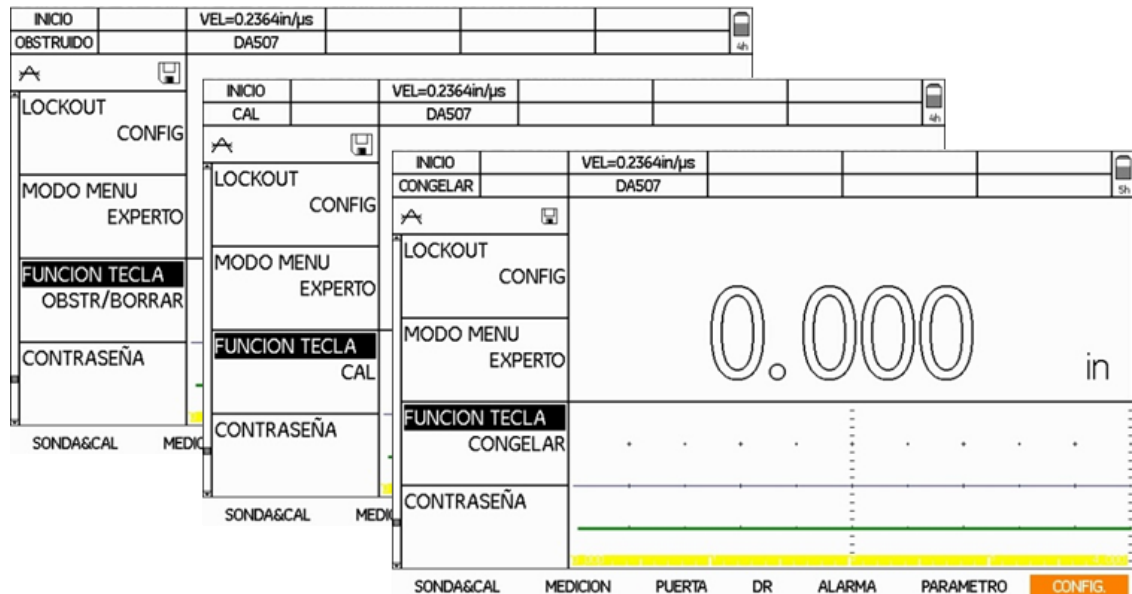 INICIO VEL=0.2364in/µs
OBSTRUIDO DA507 4h
LOCKOUT
CONFIG
MODO MENU
EXPERTO
FUNCION TECLA
OBSTR/BORRAR
CONTRASEÑA
SONDA&CAL MEDIC
INICIO VEL=0.2364in/µs
CAL DA507 4h
LOCKOUT
CONFIG
MODO MENU
EXPERTO
FUNCION TECLA
CAL
CONTRASEÑA
SONDA&CAL MEDI
INICIO VEL=0.2364in/µs
CONGELAR DA507 5h
LOCKOUT
CONFIG
MODO MENU
EXPERTO
0.000 in
FUNCION TECLA
CONGELAR
CONTRASEÑA
SONDA&CAL MEDICION PUERTA DR ALARMA PARAMETRO CONFIG.